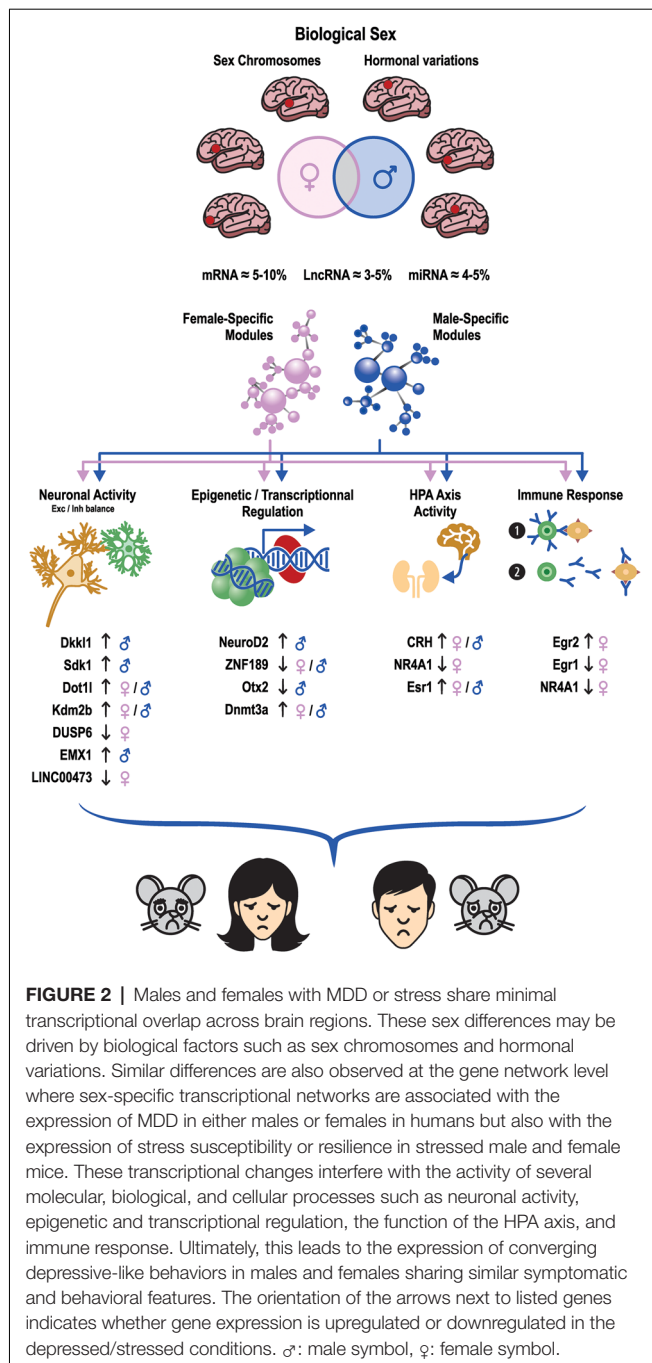 Biological Sex
Sex Chromosomes Hormonal variations
♀ ♂
mRNA ≈ 5-10% LncRNA ≈ 3-5% miRNA ≈ 4-5%
Female-Specific
Modules
Male-Specific
Modules
Neuronal Activity
Exc / Inh balance
Epigenetic / Transcriptionnal
Regulation
HPA Axis
Activity
Immune Response
1
2
Dkkl1 ↑ ♂
Sdk1 ↑ ♂
Dot1l ↑ ♀ / ♂
Kdm2b ↑ ♀ / ♂
DUSP6 ↓ ♀
EMX1 ↑ ♂
LINC00473 ↓ ♀
NeuroD2 ↑ ♂
ZNF189 ↓ ♀ / ♂
Otx2 ↓ ♂
Dnmt3a ↑ ♀ / ♂
CRH ↑ ♀ / ♂
NR4A1 ↓ ♀
Esr1 ↑ ♀ / ♂
Egr2 ↑ ♀
Egr1 ↓ ♀
NR4A1 ↓ ♀
FIGURE 2 | Males and females with MDD or stress share minimal
transcriptional overlap across brain regions. These sex differences may be
driven by biological factors such as sex chromosomes and hormonal
variations. Similar differences are also observed at the gene network level
where sex-specific transcriptional networks are associated with the
expression of MDD in either males or females in humans but also with the
expression of stress susceptibility or resilience in stressed male and female
mice. These transcriptional changes interfere with the activity of several
molecular, biological, and cellular processes such as neuronal activity,
epigenetic and transcriptional regulation, the function of the HPA axis, and
immune response. Ultimately, this leads to the expression of converging
depressive-like behaviors in males and females sharing similar symptomatic
and behavioral features. The orientation of the arrows next to listed genes
indicates whether gene expression is upregulated or downregulated in the
depressed/stressed conditions. ♂: male symbol, ♀: female symbol.